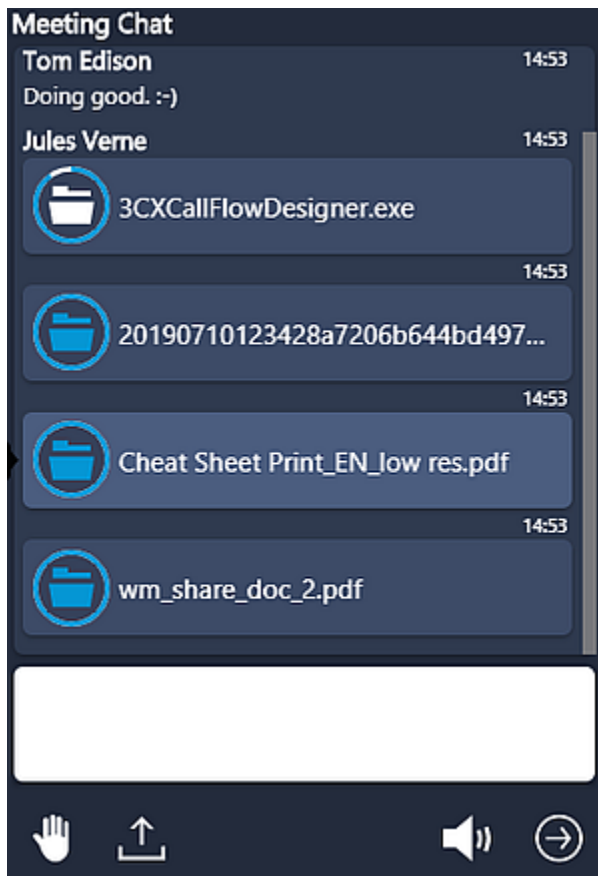 Meeting Chat
Tom Edison 14:53
Doing good. :-)
Jules Verne 14:53
3CXCallFlowDesigner.exe
14:53
20190710123428a7206b644bd497...
14:53
Cheat Sheet Print_EN_low res.pdf
14:53
wm_share_doc_2.pdf